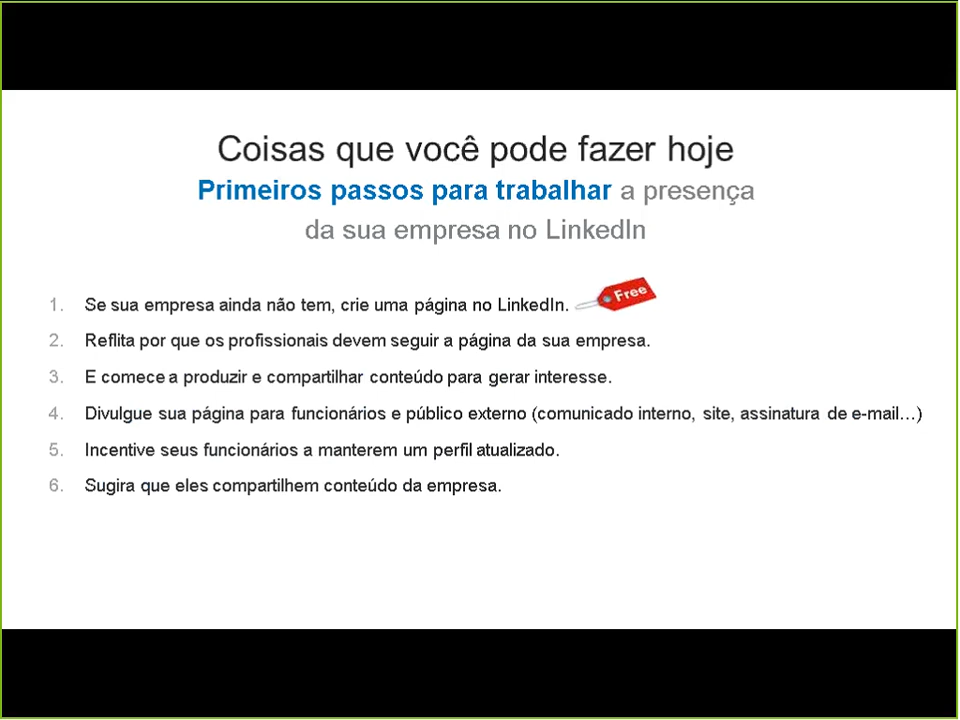 Coisas que você pode fazer hoje
Primeiros passos para trabalhar a presença
da sua empresa no LinkedIn
1. Se sua empresa ainda não tem, crie uma página no LinkedIn. Free
2. Reflita por que os profissionais devem seguir a página da sua empresa.
3. E comece a produzir e compartilhar conteúdo para gerar interesse.
4. Divulgue sua página para funcionários e público externo (comunicado interno, site, assinatura de e-mail…)
5. Incentive seus funcionários a manterem um perfil atualizado.
6. Sugira que eles compartilhem conteúdo da empresa.